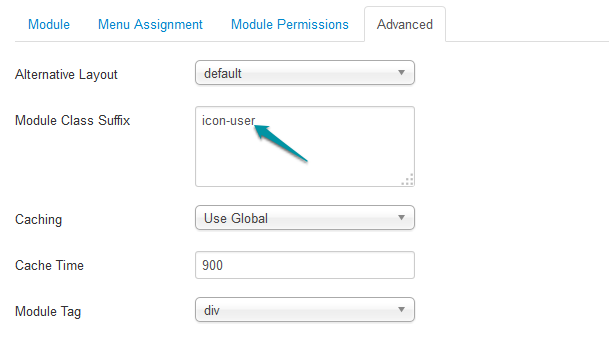 Module Menu Assignment Module Permissions Advanced
Alternative Layout default
Module Class Suffix icon-user
Caching Use Global
Cache Time 900
Module Tag div